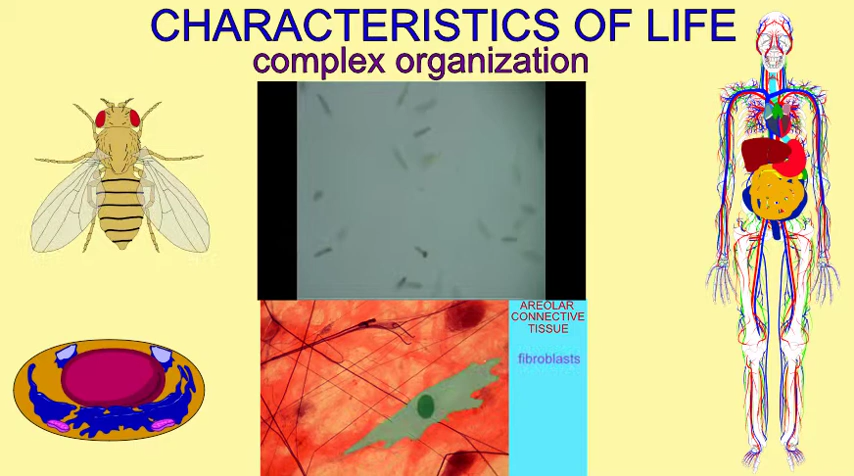 CHARACTERISTICS OF LIFE
complex organization
AREOLAR
CONNECTIVE
TISSUE
fibroblasts